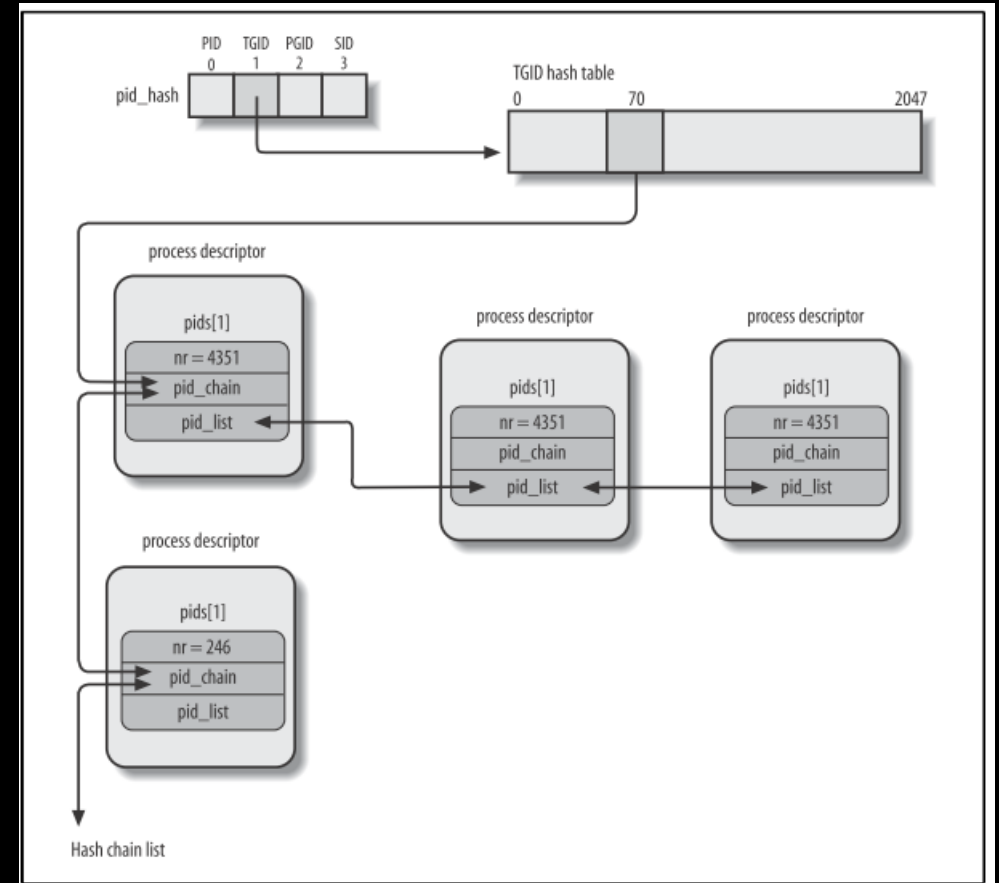 PID TGID PGID SID
0 1 2 3
pid_hash
TGID hash table
0 70 2047
process descriptor
pids[1]
nr = 4351
pid_chain
pid_list
process descriptor
pids[1]
nr = 4351
pid_chain
pid_list
process descriptor
pids[1]
nr = 4351
pid_chain
pid_list
process descriptor
pids[1]
nr = 246
pid_chain
pid_list
Hash chain list